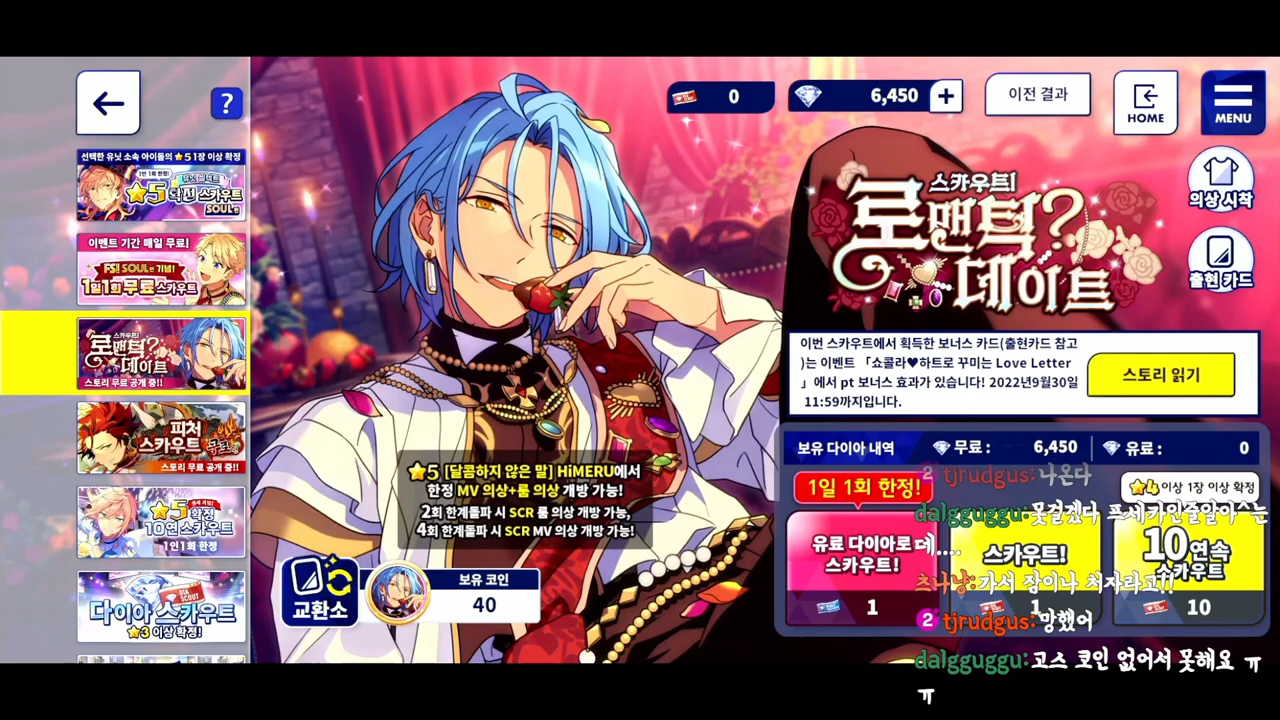 ?
0
6,450
+
이전 결과
HOME
MENU
의상 시착
출현 카드
선택한 유닛 소속 아이돌의 ★5 1장 이상 확정
1번 1회 한정!
스카우트
SOUL
이벤트 기간 매일 무료!
FS!! SOUL 기념!
1일 1회 무료 스카우트
스카우트!
로맨틱?
데이트
스토리 무료 공개 중!!
피처
스카우트
스토리 무료 공개 중!!
★5 확정
10연 스카우트
1인 1회 한정
DIA SCOUT
다이아 스카우트
★3 이상 확정!
스카우트!
로맨틱?
데이트
이번 스카우트에서 획득한 보너스 카드(출현카드 참고
)는 이벤트 「쇼콜라♥하트로 꾸미는 Love Letter
」에서 pt 보너스 효과가 있습니다! 2022년9월30일
11:59까지입니다.
스토리 읽기
★5 [달콤하지 않은 말] HiMERU에서
한정 MV 의상+룸 의상 개방 가능!
2회 한계돌파 시 SCR 룸 의상 개방 가능,
4회 한계돌파 시 SCR MV 의상 개방 가능!
교환소
보유 코인
40
보유 다이아 내역
무료 :
6,450
유료 :
0
1일 1회 한정!
★4 이상 1장 이상 확정
유료 다이아로
스카우트!
1
스카우트!
1
10연속
스카우트
10
2 tjrudgus: 나온다
dalgguggu: 못걸겠다 프세카인줄알아^는
데....
츠나낭: 가서 잠이나 처자라고!!
2 tjrudgus: 망했어
dalgguggu: 고스 코인 없어서 못해요 ㅠ
ㅠ